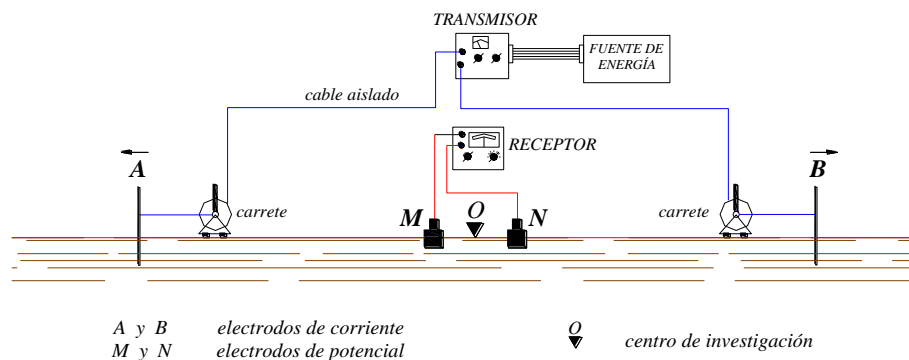 TRANSMISOR
FUENTE DE
ENERGÍA
cable aislado
RECEPTOR
A
B
carrete
M
O
N
carrete
A y B electrodos de corriente
M y N electrodos de potencial
O centro de investigación